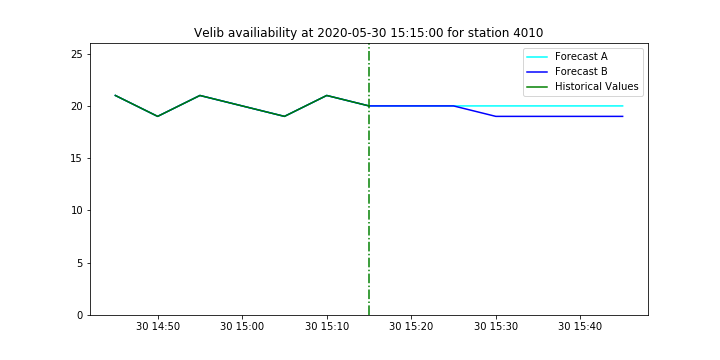 Velib availiability at 2020-05-30 15:15:00 for station 4010
Forecast A
Forecast B
Historical Values
25
20
15
10
5
0
30 14:50 30 15:00 30 15:10 30 15:20 30 15:30 30 15:40